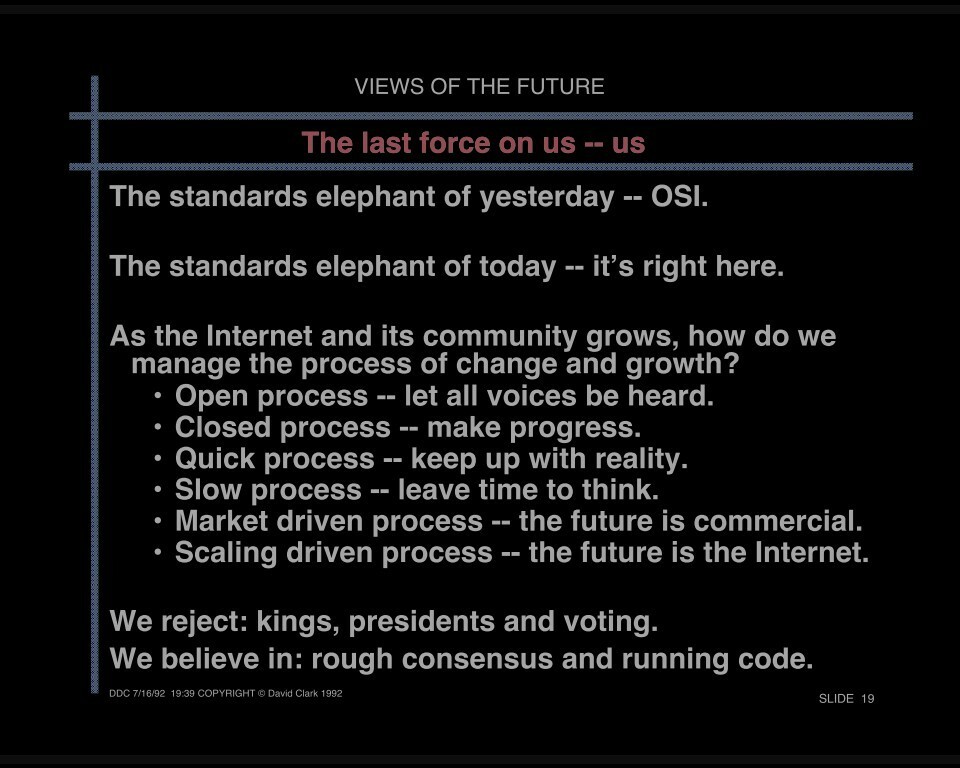 VIEWS OF THE FUTURE
The last force on us -- us
The standards elephant of yesterday -- OSI.
The standards elephant of today -- it’s right here.
As the Internet and its community grows, how do we
manage the process of change and growth?
• Open process -- let all voices be heard.
• Closed process -- make progress.
• Quick process -- keep up with reality.
• Slow process -- leave time to think.
• Market driven process -- the future is commercial.
• Scaling driven process -- the future is the Internet.
We reject: kings, presidents and voting.
We believe in: rough consensus and running code.
DDC 7/16/92 19:39 COPYRIGHT © David Clark 1992
SLIDE 19